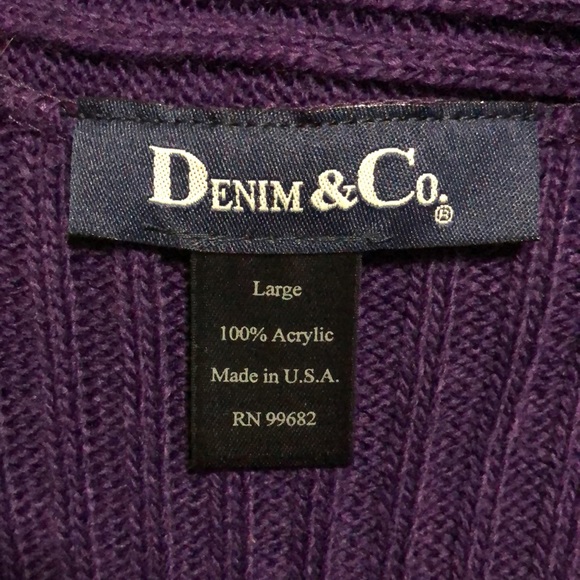 DENIM & CO.®
Large
100% Acrylic
Made in U.S.A.
RN 99682